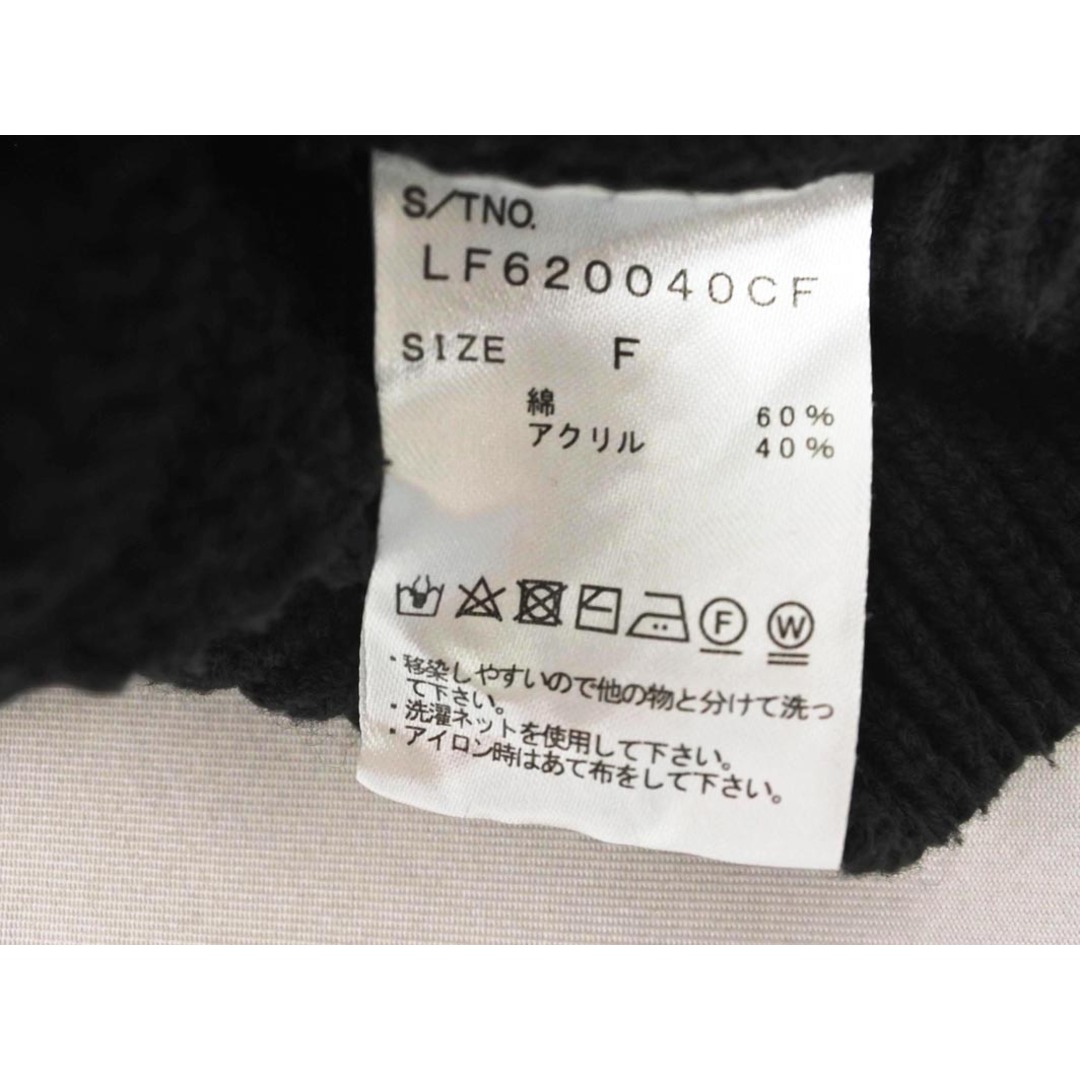 S/TNO.
LF620040CF
SIZE F
綿 60%
アクリル 40%
F W
・移染しやすいので他の物と分けて洗っ
て下さい。
・洗濯ネットを使用して下さい。
・アイロン時はあて布をして下さい。